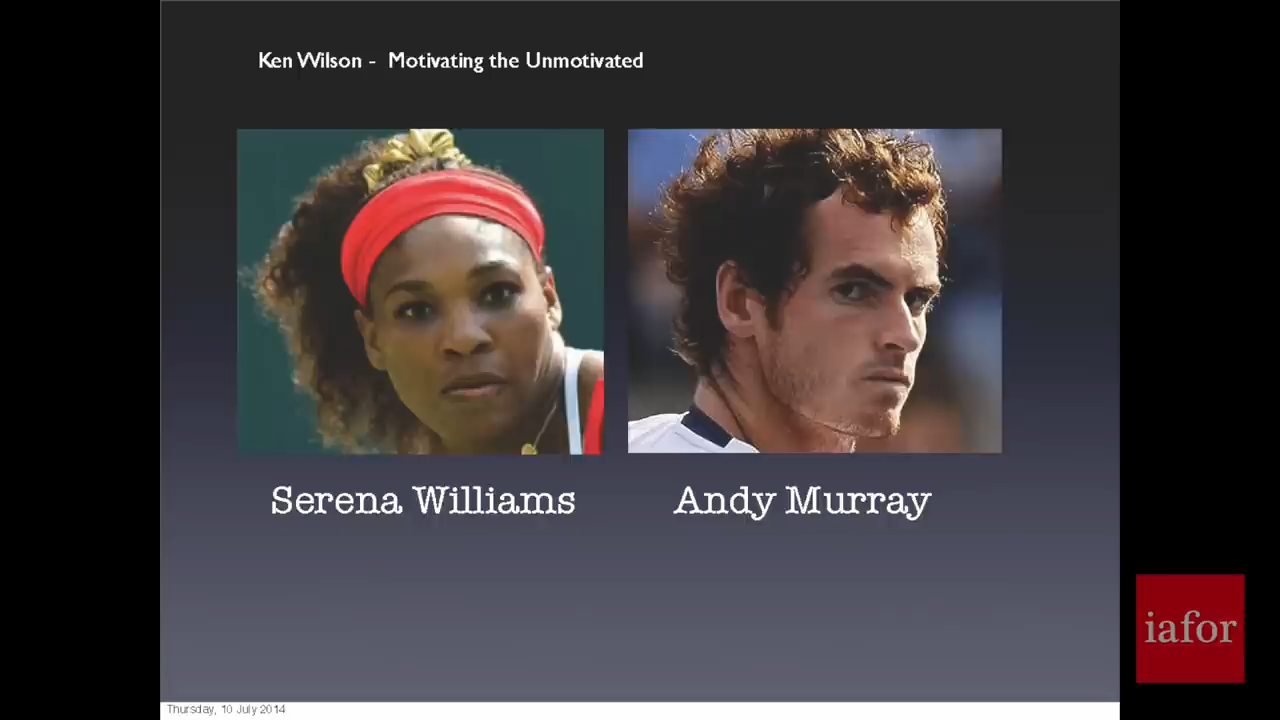 Ken Wilson - Motivating the Unmotivated
Serena Williams
Andy Murray
iafor
Thursday, 10 July 2014